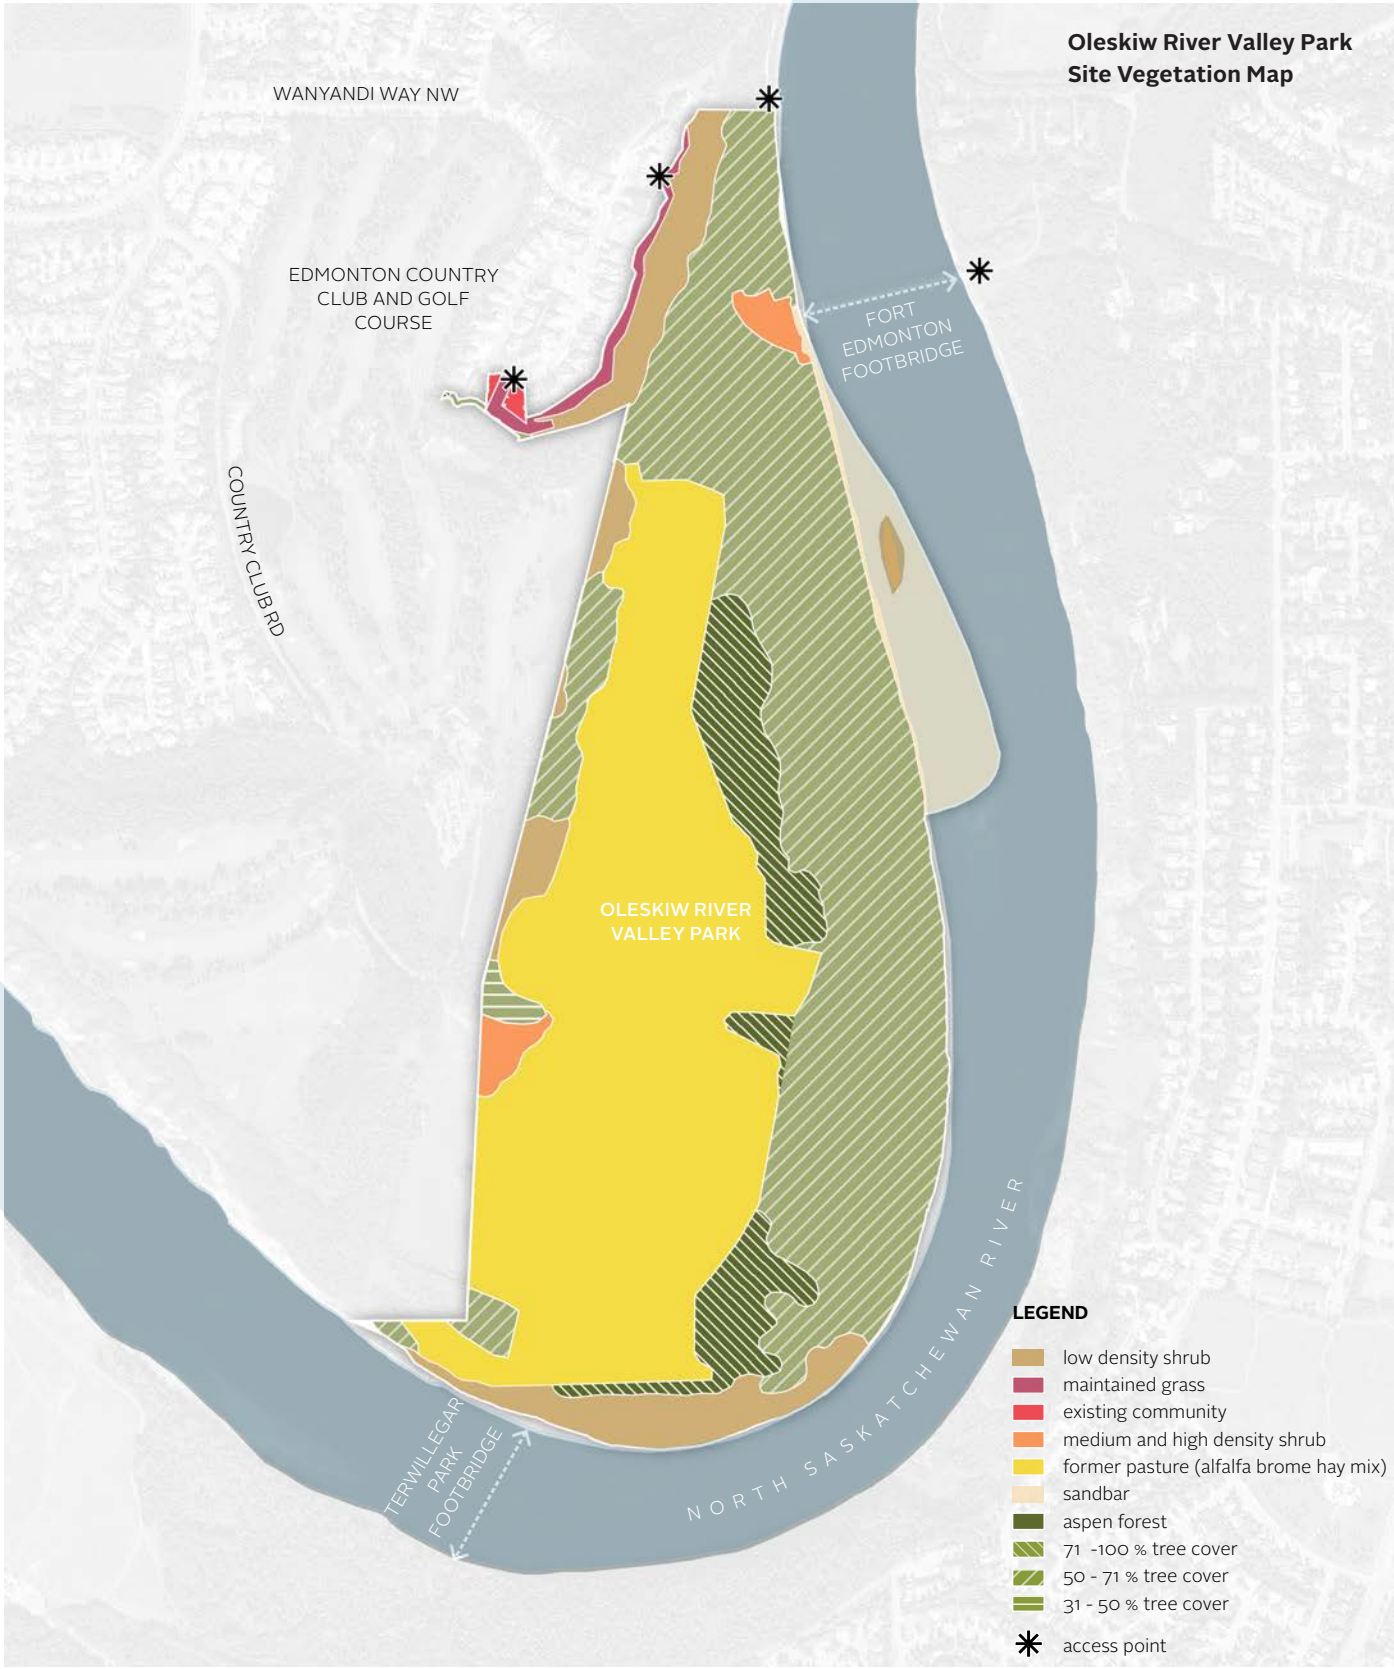 Oleskiw River Valley Park
Site Vegetation Map
WANYANDI WAY NW
EDMONTON COUNTRY
CLUB AND GOLF
COURSE
FORT
EDMONTON
FOOTBRIDGE
COUNTRY CLUB RD
OLESKIW RIVER
VALLEY PARK
TERWILLEGAR
PARK
FOOTBRIDGE
NORTH SASKATCHEWAN RIVER
LEGEND
low density shrub
maintained grass
existing community
medium and high density shrub
former pasture (alfalfa brome hay mix)
sandbar
aspen forest
71 -100 % tree cover
50 - 71 % tree cover
31 - 50 % tree cover
access point